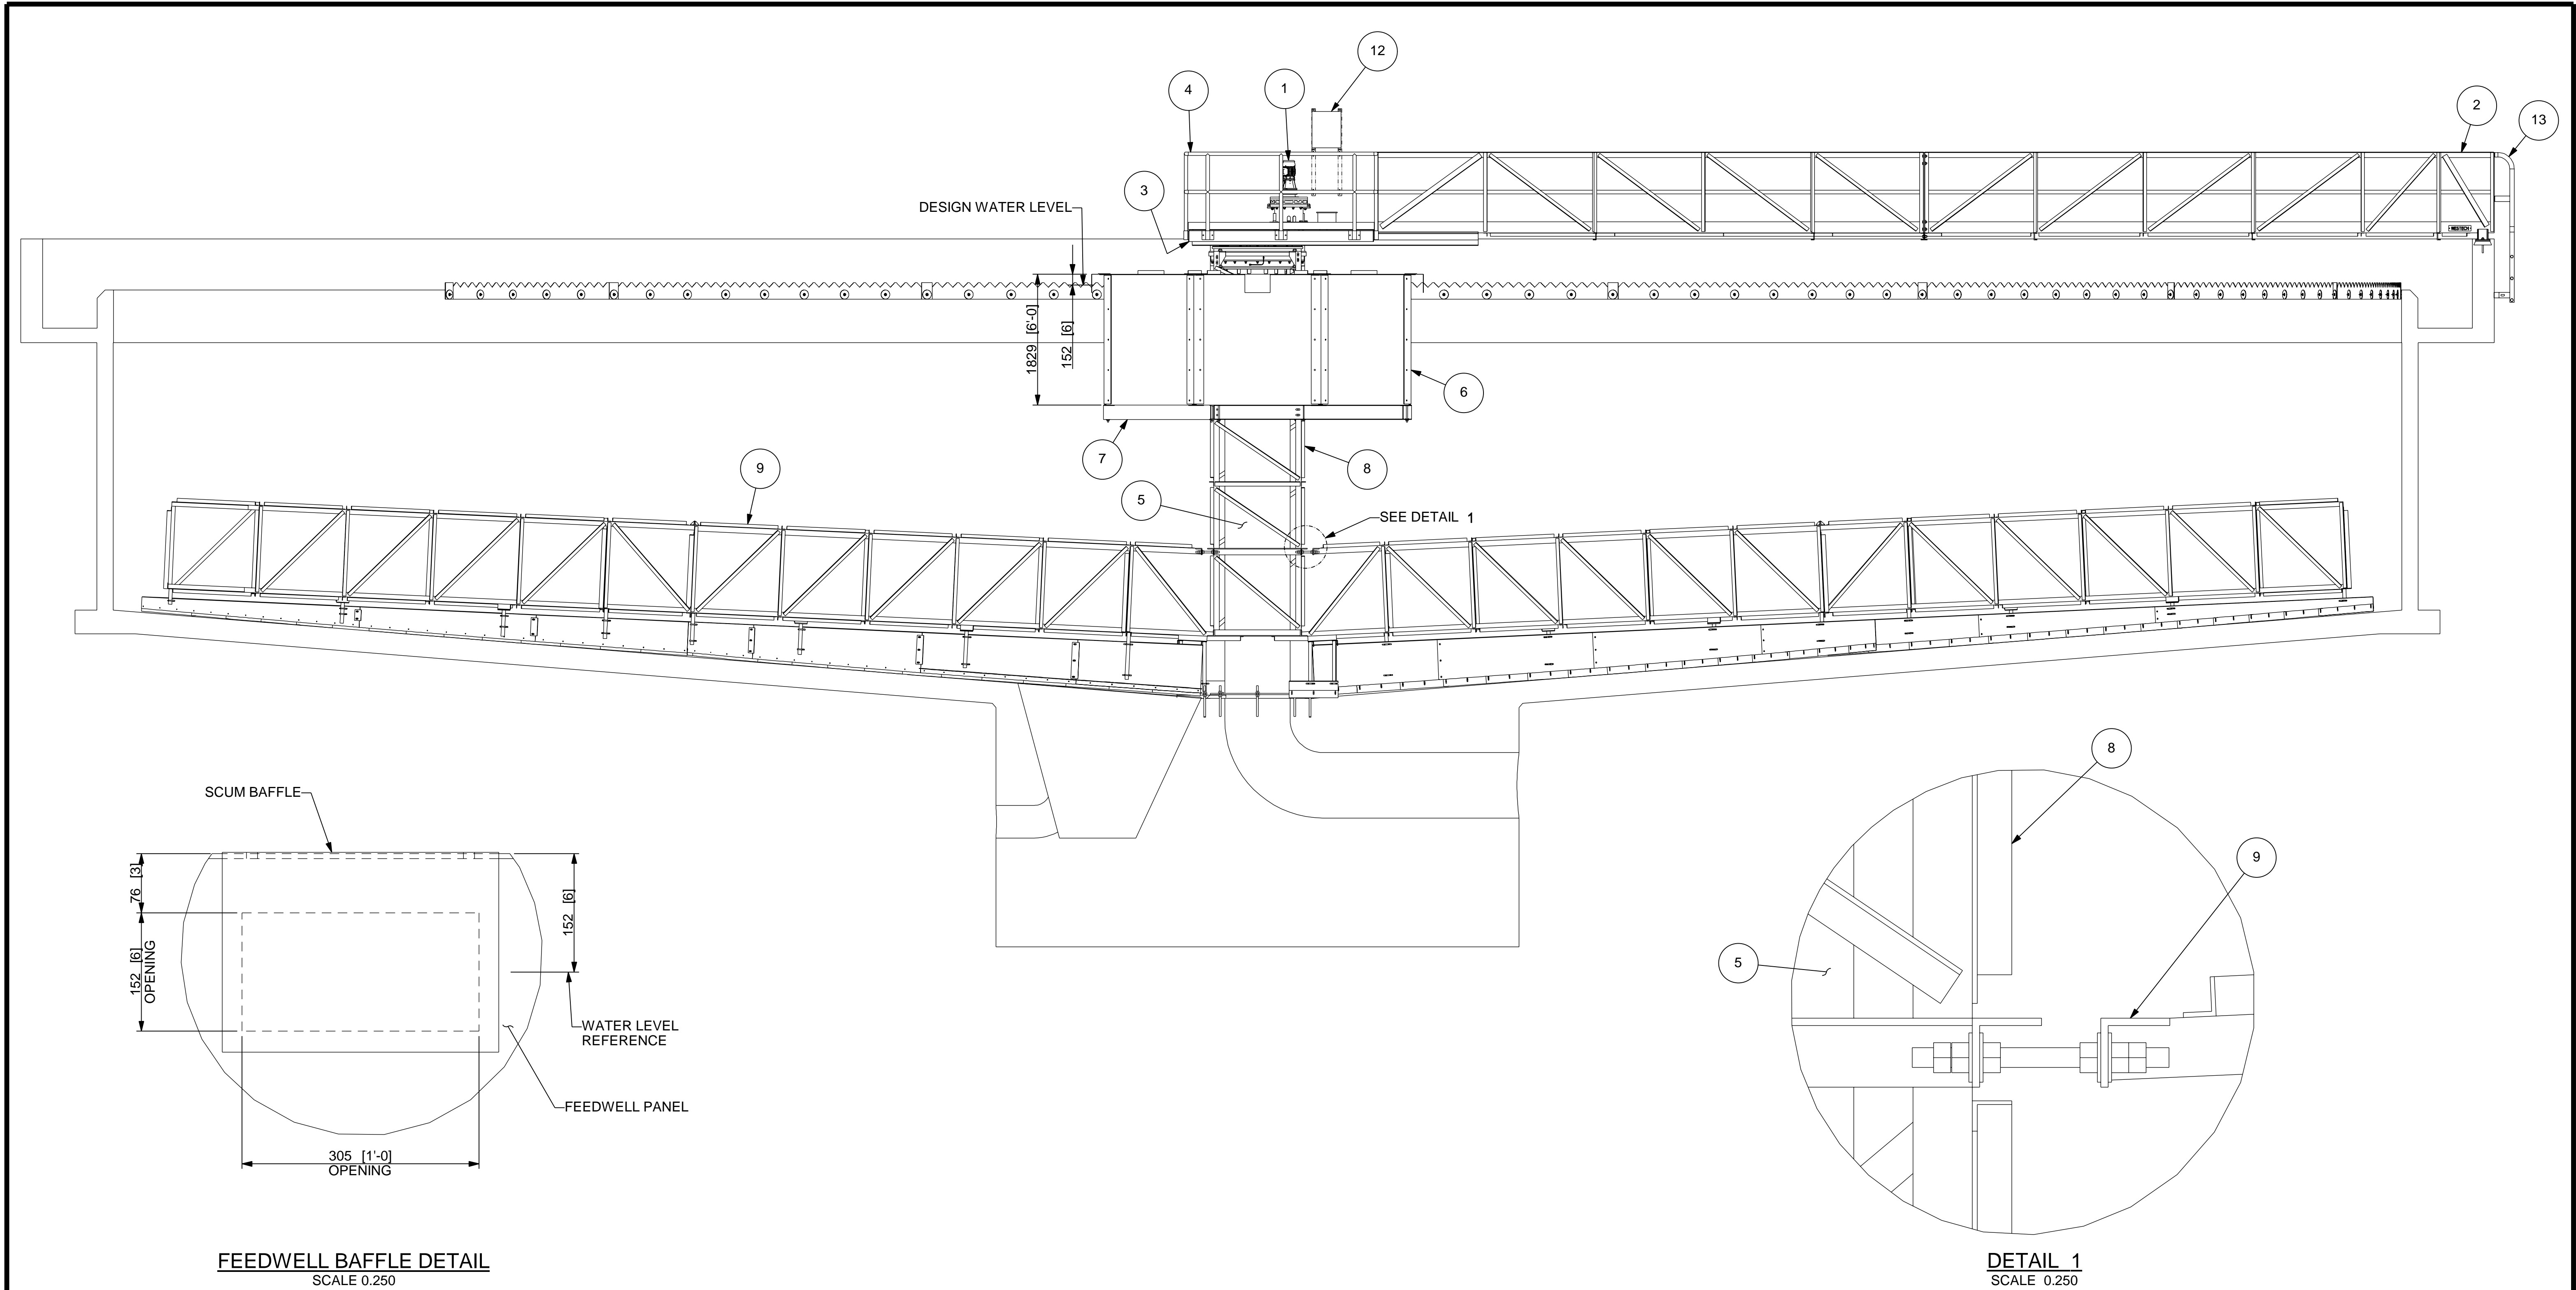 12
4
1
2
13
3
DESIGN WATER LEVEL
WESTECH
1829 [6'-0]
152 [6]
6
7
8
9
5
SEE DETAIL 1
SCUM BAFFLE
76 [3]
152 [6]
OPENING
152 [6]
WATER LEVEL
REFERENCE
FEEDWELL PANEL
305 [1'-0]
OPENING
FEEDWELL BAFFLE DETAIL
SCALE 0.250
8
9
5
DETAIL 1
SCALE 0.250